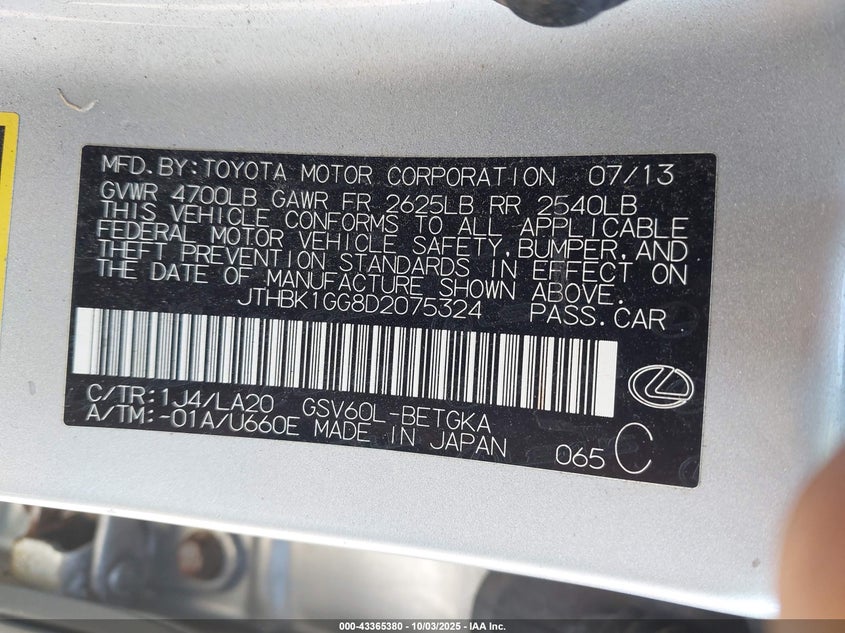 MFD.BY:TOYOTA MOTOR CORPORATION 07/13
GVWR 4700LB GAWR FR 2625LB RR 2540LB
THIS VEHICLE CONFORMS TO ALL APPLICABLE
FEDERAL MOTOR VEHICLE SAFETY,BUMPER,AND
THEFT PREVENTION STANDARDS IN EFFECT ON
THE DATE OF MANUFACTURE SHOWN ABOVE.
JTHBK1GG8D2075324 PASS.CAR
C/TR:1J4/LA20 GSV60L-BETGKA
A/TM:-01A/U660E MADE IN JAPAN
065 C
000-43365380 - 10/03/2025 - IAA Inc.